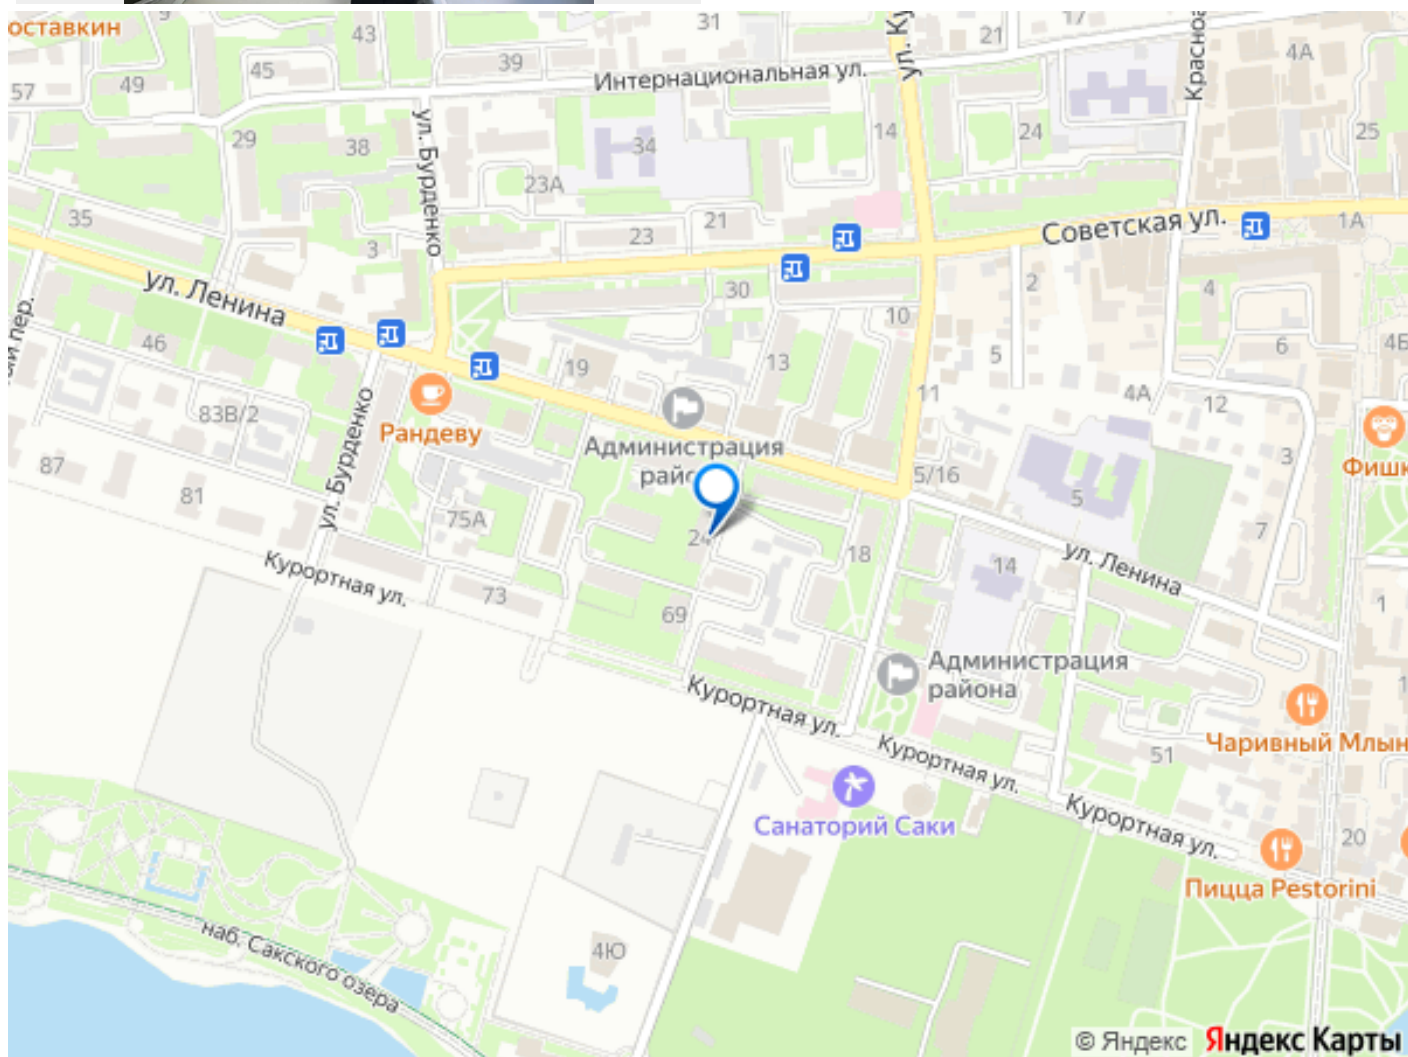 оставкин
43
31
17
21
ул. Ку
Красноа
4А
57
49
45
39
Интернациональная ул.
29
38
ул. Бурденко
34
14
24
25
23А
35
3
23
21
Советская ул.
1А
ул. Ленина
30
2
4
10
46
19
13
5
6
4Б
83В/2
Рандеву
Администрация
11
4А
12
87
81
ул. Бурденко
75А
5/16
5
3
7
Фишк
24
18
ул. Ленина
14
Курортная ул.
73
69
1
Администрация
района
Курортная ул.
Чаривный Млын
Курортная ул.
51
Санаторий Саки
Курортная ул.
20
Пицца Pestorini
наб. Сакского озера
4Ю
© Яндекс Яндекс Карты